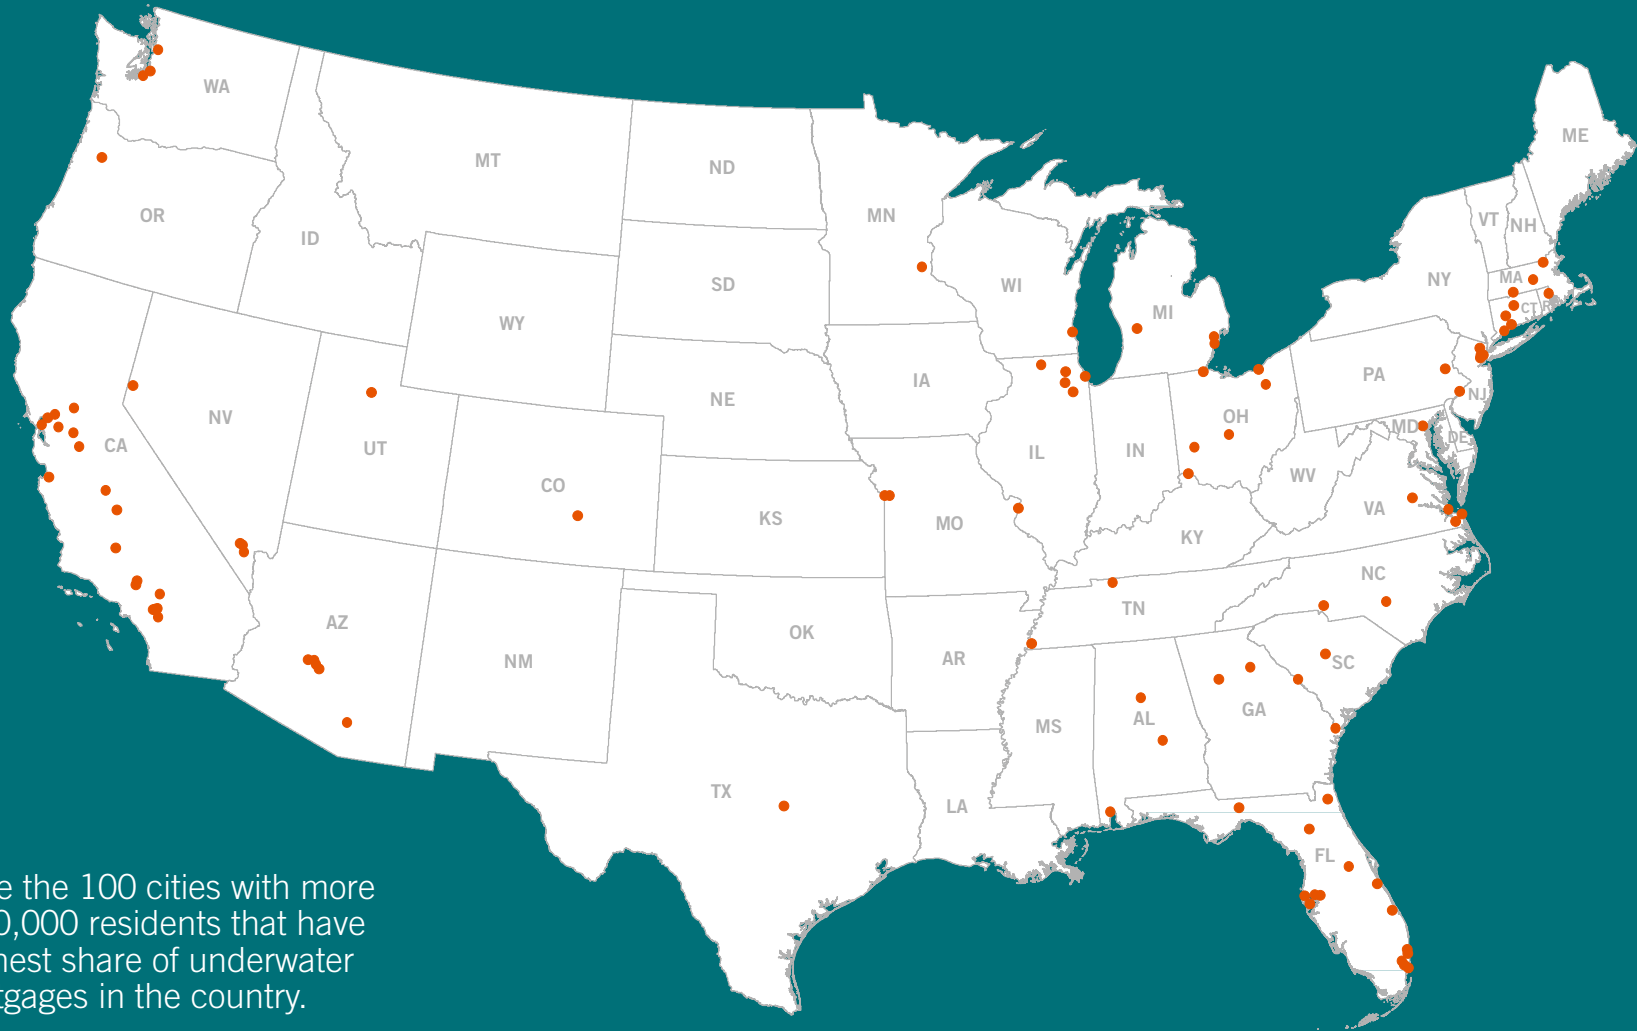 WA
ME
MT
ND
OR
MN
VT
NH
ID
SD
WI
NY
MA
WY
MI
CT
IA
PA
NE
NJ
NV
OH
MD
CA
UT
IL
IN
DE
CO
WV
KS
MO
VA
KY
NC
AZ
TN
OK
NM
AR
SC
GA
MS
AL
TX
LA
FL
e the 100 cities with more
0,000 residents that have
nest share of underwater
tgages in the country.